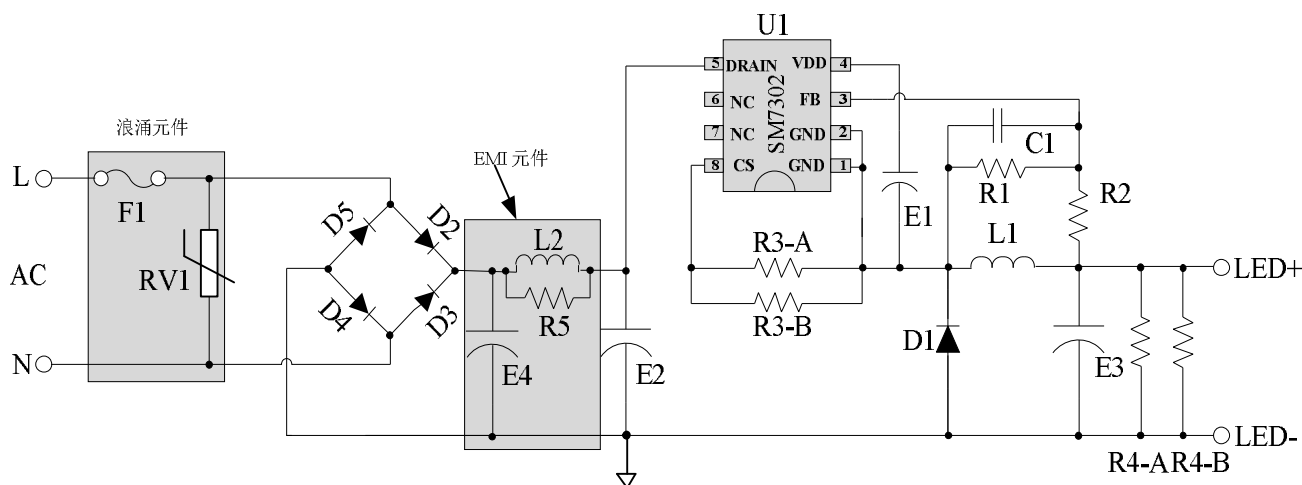 U1
5 DRAIN VDD 4
6 NC FB 3
7 NC GND 2
8 CS GND 1
SM7302
浪涌元件
EMI 元件
L
F1
AC
RV1
N
D5
D2
D4
D3
L2
R5
E4
E2
R3-A
R3-B
E1
C1
R1
R2
L1
D1
E3
LED+
LED-
R4-A
R4-B